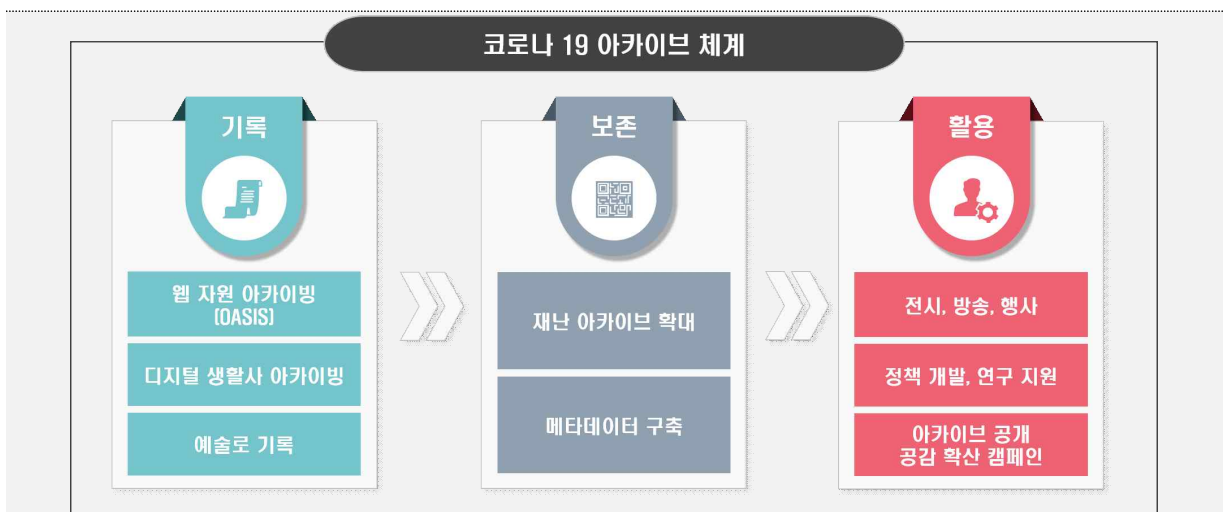 코로나 19 아카이브 체계
기록
웹 자원 아카이빙
(OASIS)
디지털 생활사 아카이빙
예술로 기록
보존
재난 아카이브 확대
메타데이터 구축
활용
전시, 방송, 행사
정책 개발, 연구 지원
아카이브 공개
공감 확산 캠페인